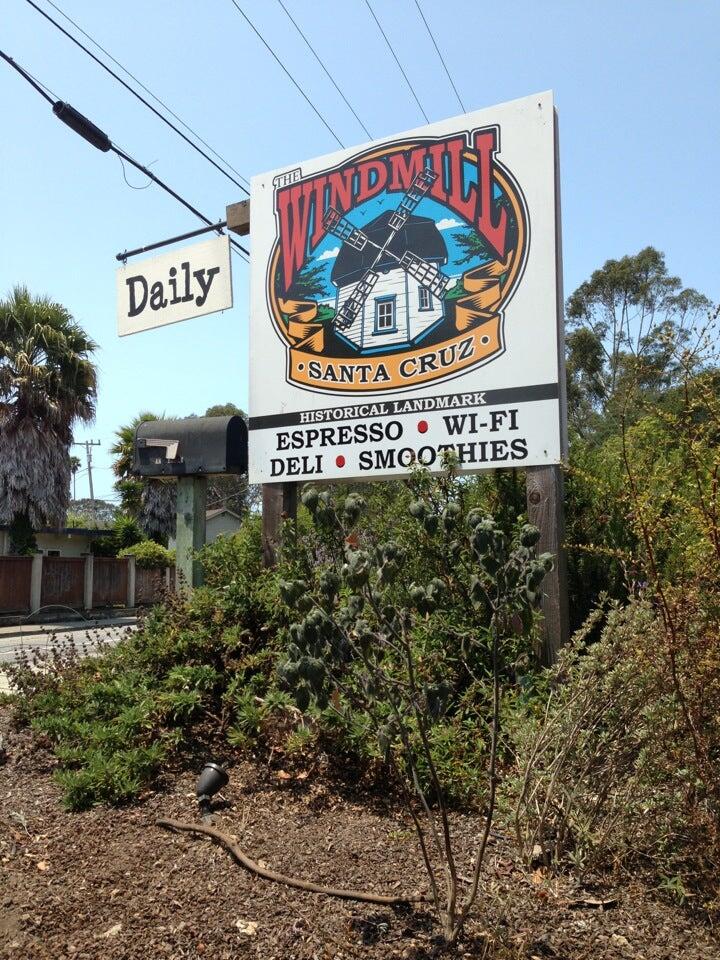 THE
WINDMILL
Daily
• SANTA CRUZ •
HISTORICAL LANDMARK
ESPRESSO • WI-FI
DELI • SMOOTHIES